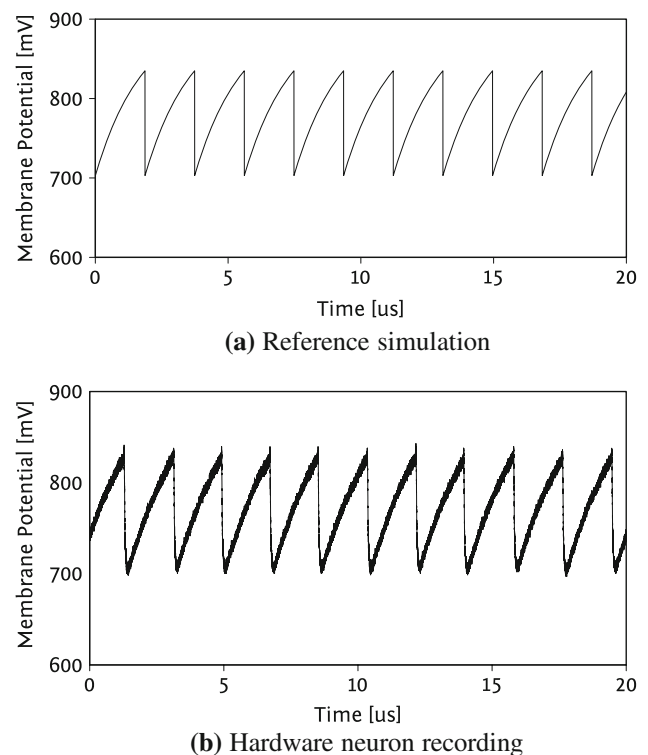 900
800
700
600
Membrane Potential [mV]
0 5 10 15 20
Time [us]
(a) Reference simulation
900
800
700
600
Membrane Potential [mV]
0 5 10 15 20
Time [us]
(b) Hardware neuron recording